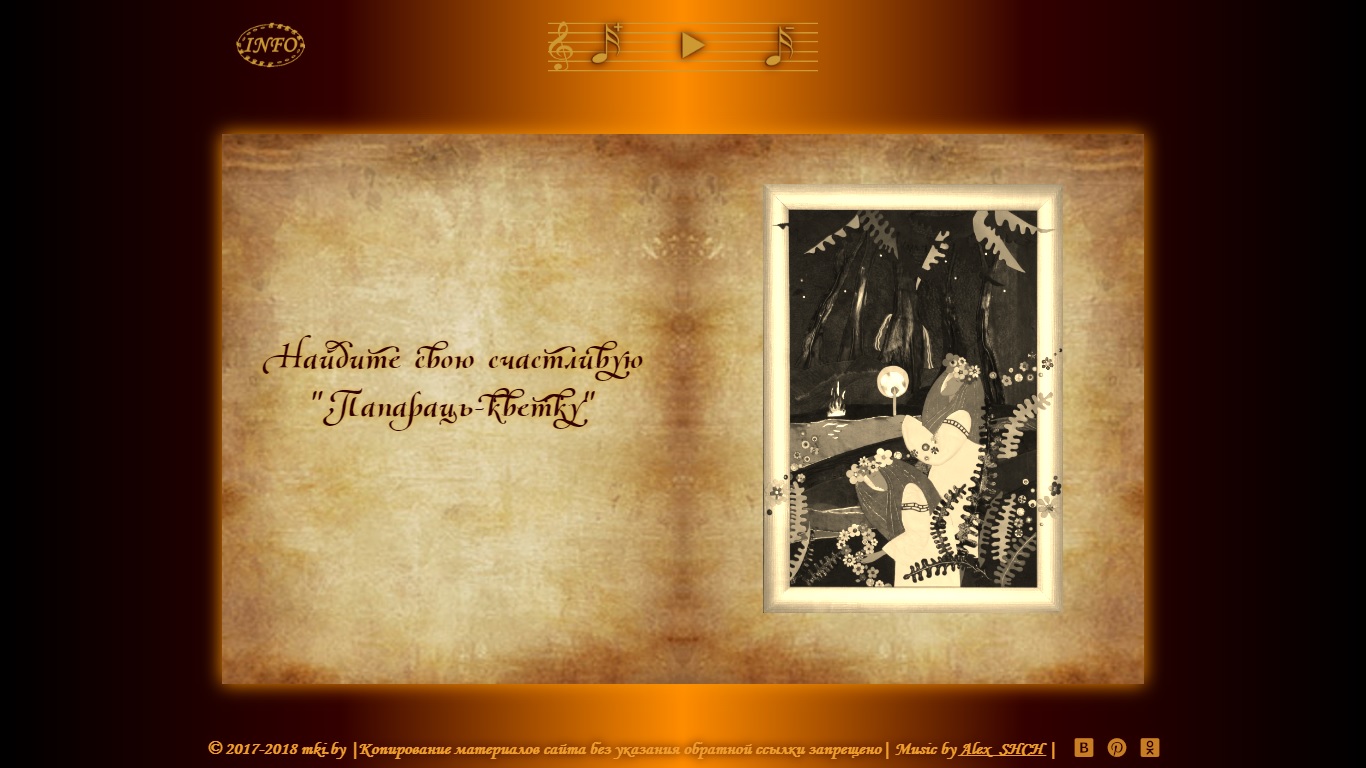 INFO
Найдите свою счастливую
"Папараць-кветку"
© 2017-2018 mki.by |Копирование материалов сайта без указания обратной ссылки запрещено| Music by Alex_SHCH |